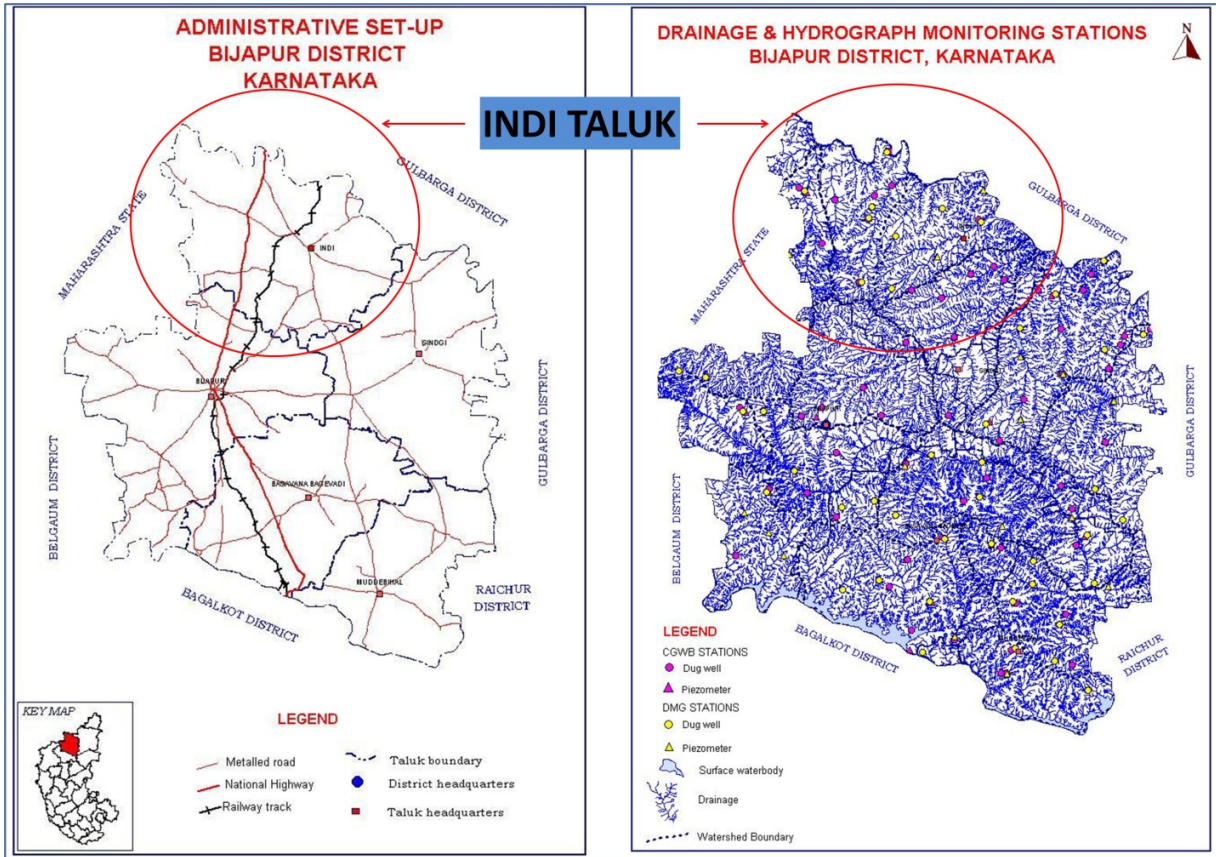 ADMINISTRATIVE SET-UP
BIJAPUR DISTRICT
KARNATAKA
INDI TALUK
GULBARGA DISTRICT
MAHARASHTRA STATE
INDI
SINDGI
BIJAPUR
GULBARGA DISTRICT
BELGAUM DISTRICT
BASAVANA BAGEVADI
MUDDEBIHAL
RAICHUR
DISTRICT
BAGALKOT DISTRICT
KEY MAP
LEGEND
Metalled road
National Highway
Railway track
Taluk boundary
District headquarters
Taluk headquarters
DRAINAGE & HYDROGRAPH MONITORING STATIONS
BIJAPUR DISTRICT, KARNATAKA
N
GULBARGA DISTRICT
MAHARASHTRA STATE
GULBARGA DISTRICT
BELGAUM DISTRICT
BAGALKOT DISTRICT
RAICHUR
DISTRICT
LEGEND
CGWB STATIONS
Dug well
Piezometer
DMG STATIONS
Dug well
Piezometer
Surface waterbody
Drainage
Watershed Boundary